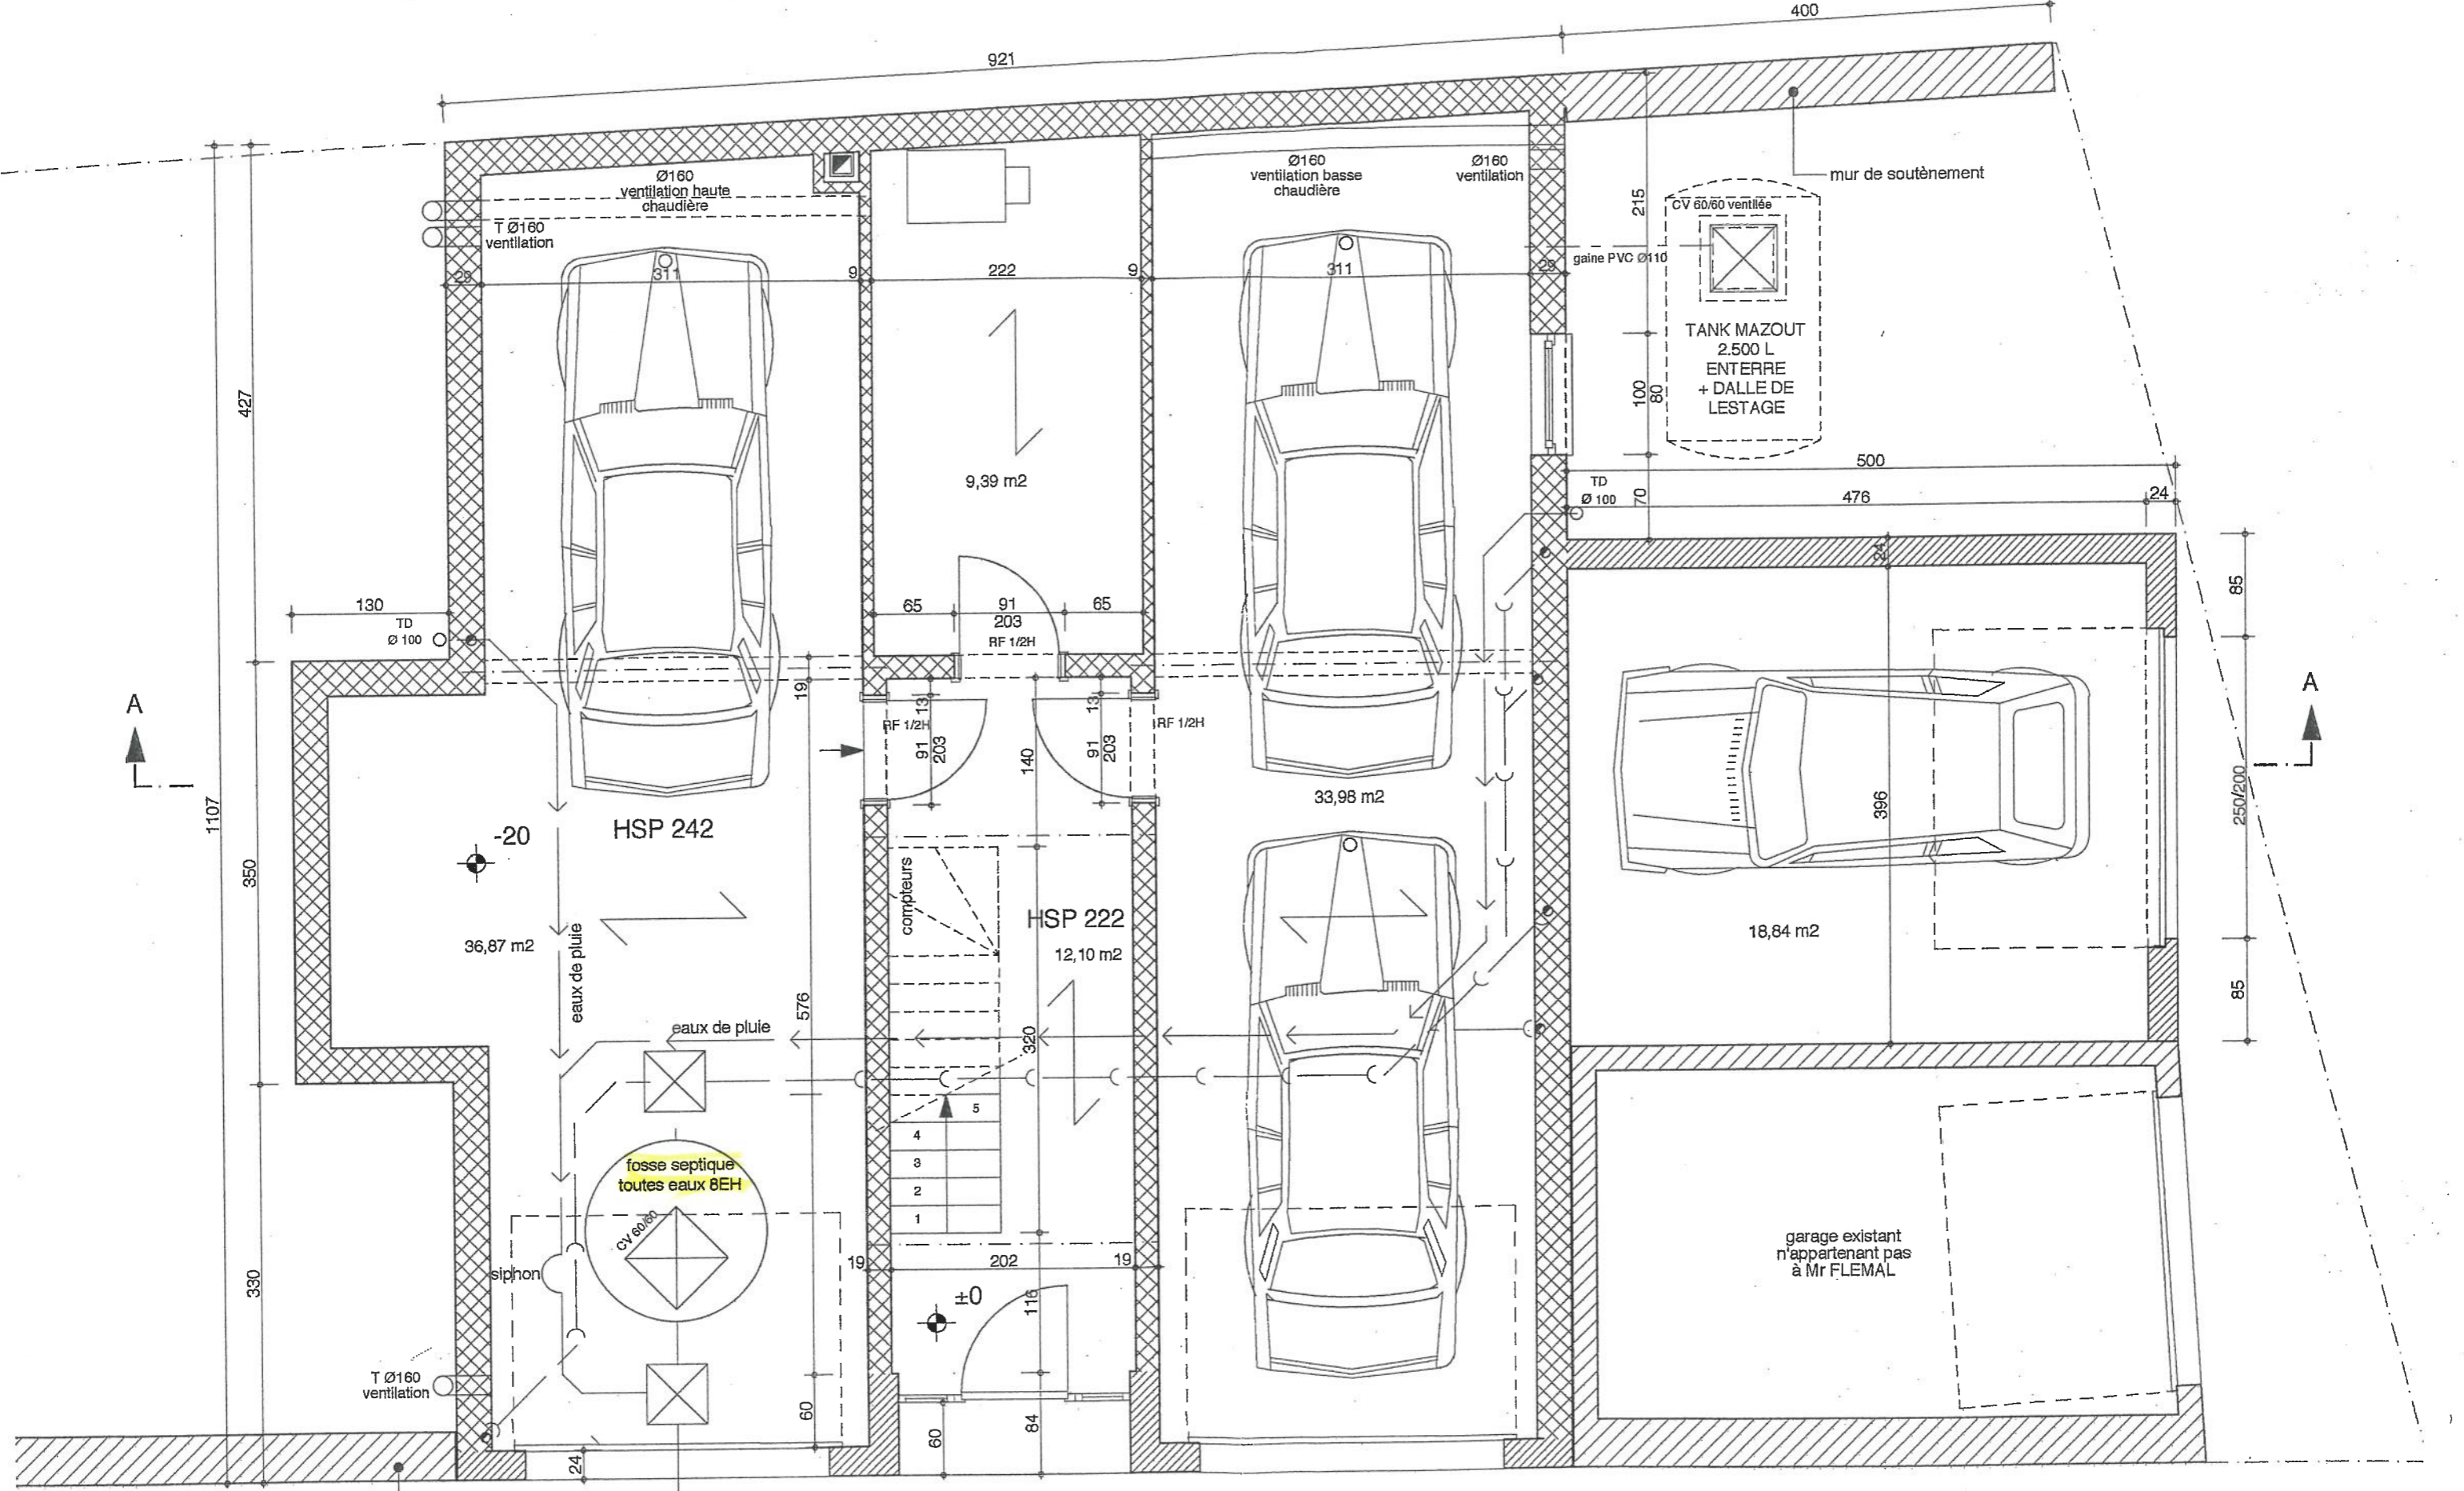 400
921
Ø160
ventilation haute
chaudière
T Ø160
ventilation
Ø160
ventilation basse
chaudière
Ø160
ventilation
mur de soutènement
CV 60/60 ventilée
215
gaine PVC Ø110
29
311
9
222
9
311
29
TANK MAZOUT
2.500 L
ENTERRE
+ DALLE DE
LESTAGE
100
80
427
9,39 m2
500
TD
Ø 100
70
476
24
24
85
130
TD
Ø 100
65
91
203
65
RF 1/2H
A
19
13
RF 1/2H
91
203
13
91
203
RF 1/2H
140
A
1107
350
-20
HSP 242
33,98 m2
396
250/200
compteurs
HSP 222
12,10 m2
36,87 m2
18,84 m2
eaux de pluie
576
eaux de pluie
320
85
5
4
3
2
1
fosse septique
toutes eaux 8EH
CV 60/60
siphon
19
202
19
±0
116
330
garage existant
n'appartenant pas
à Mr FLEMAL
T Ø160
ventilation
60
60
84
24